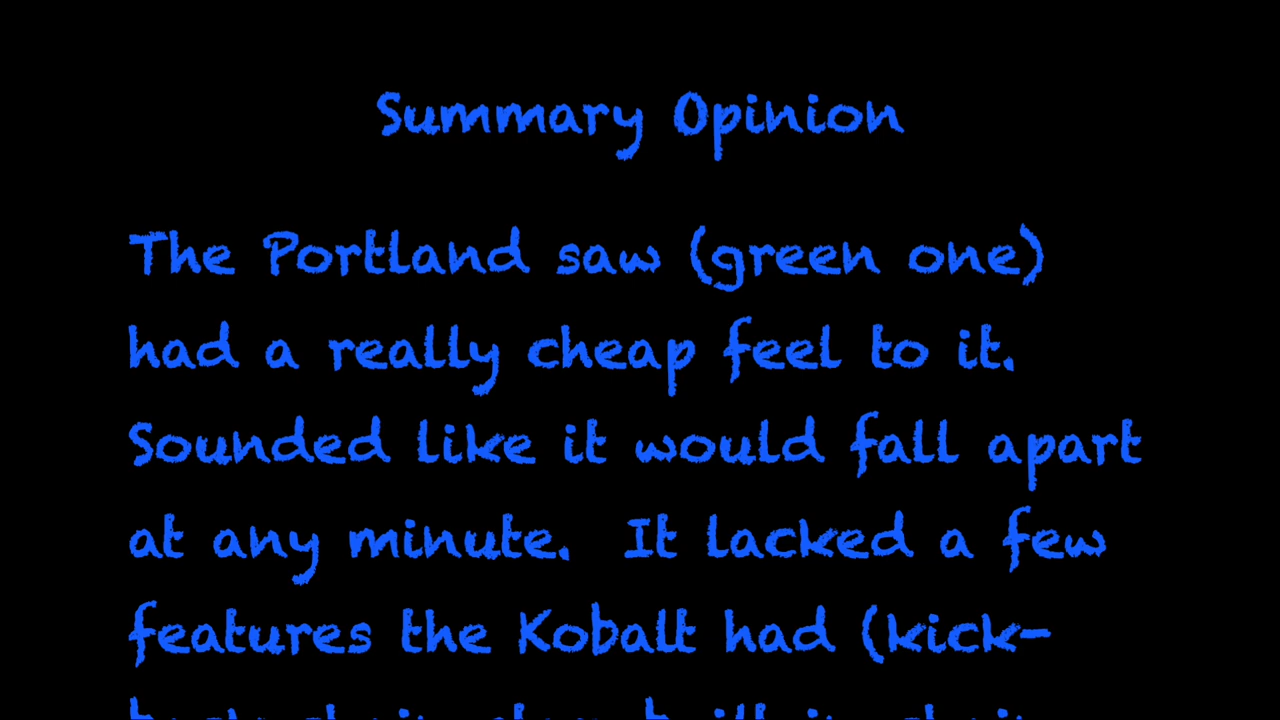 Summary Opinion
The Portland saw (green one)
had a really cheap feel to it.
Sounded like it would fall apart
at any minute.  It lacked a few
features the Kobalt had (kick-